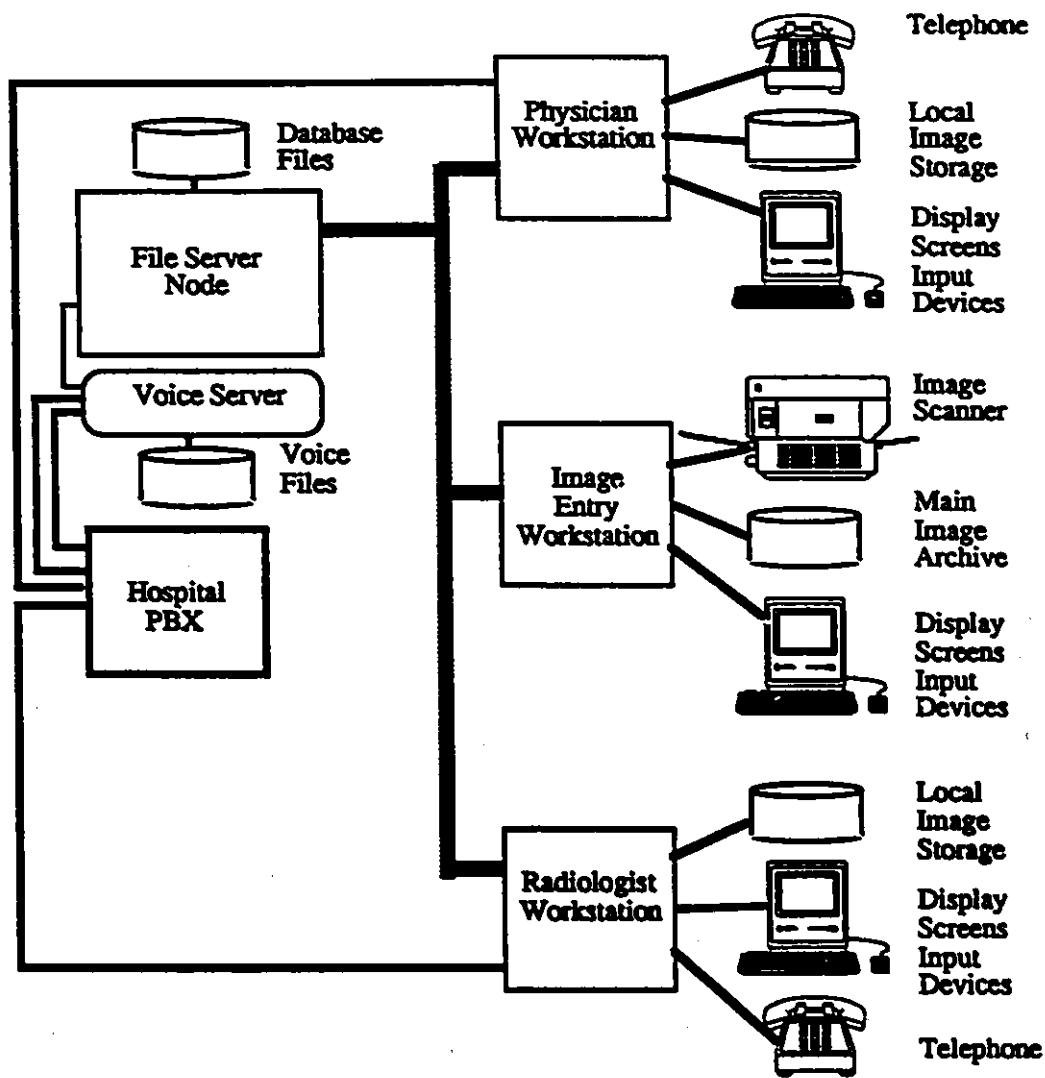 Telephone
Physician
Workstation
Local
Image
Storage
Database
Files
Display
Screens
Input
Devices
File Server
Node
Voice Server
Image
Scanner
Voice
Files
Image
Entry
Workstation
Main
Image
Archive
Hospital
PBX
Display
Screens
Input
Devices
Local
Image
Storage
Radiologist
Workstation
Display
Screens
Input
Devices
Telephone